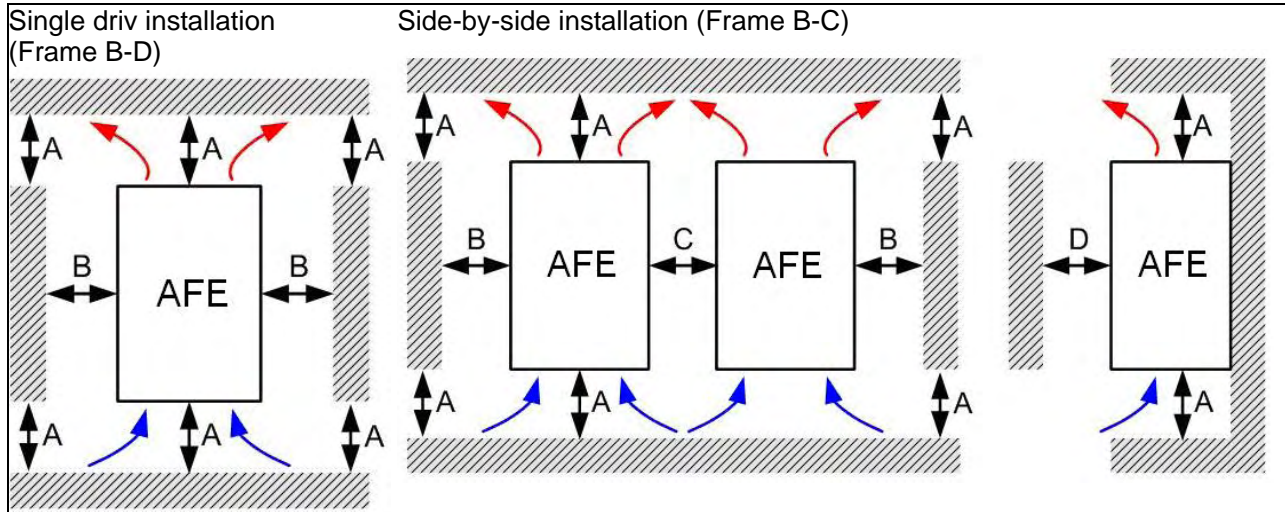 Single driv installation
(Frame B-D)
Side-by-side installation (Frame B-C)
A A A
B B
AFE
A A A
A A A
B C B
AFE AFE
A A A
A
D
AFE
A